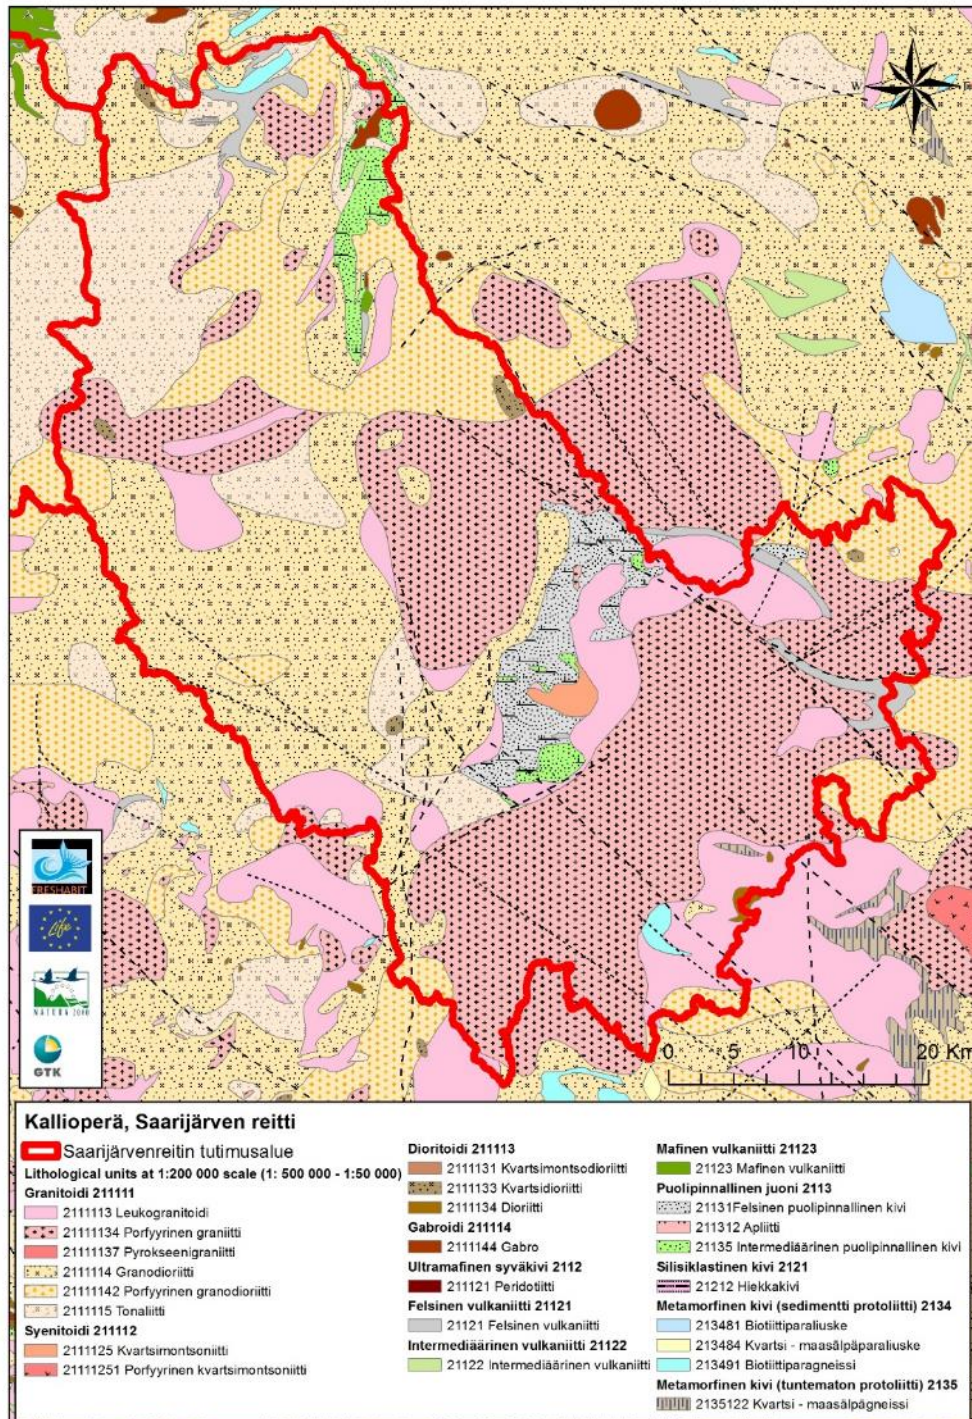 N
W
FRESHABIT
Life
NATURA 2000
GTK
0 5 10 20 Km
Kallioperä, Saarijärven reitti
Saarijärvenreitin tutimusalue
Lithological units at 1:200 000 scale (1: 500 000 - 1:50 000)
Granitoidi 211111
2111113 Leukogranitoidi
21111134 Porfyyrinen graniitti
21111137 Pyrokseenigraniitti
2111114 Granodioriitti
21111142 Porfyyrinen granodioriitti
2111115 Tonaliitti
Syenitoidi 211112
2111125 Kvartsimontsoniitti
21111251 Porfyyrinen kvartsimontsoniitti
Dioritoidi 211113
2111131 Kvartsimontsodioriitti
2111133 Kvartsidioriitti
2111134 Dioriitti
Gabroidi 211114
2111144 Gabro
Ultramafinen syväkivi 2112
211121 Peridotiitti
Felsinen vulkaniitti 21121
21121 Felsinen vulkaniitti
Intermediäärinen vulkaniitti 21122
21122 Intermediäärinen vulkaniitti
Mafinen vulkaniitti 21123
21123 Mafinen vulkaniitti
Puolipinnallinen juoni 2113
21131Felsinen puolipinnallinen kivi
211312 Apliitti
21135 Intermediäärinen puolipinnallinen kivi
Silisiklastinen kivi 2121
21212 Hiekkakivi
Metamorfinen kivi (sedimentti protoliitti) 2134
213481 Biotiittiparaliuske
213484 Kvartsi - maasälpäparaliuske
213491 Biotiittiparagneissi
Metamorfinen kivi (tuntematon protoliitti) 2135
2135122 Kvartsi - maasälpägneissi